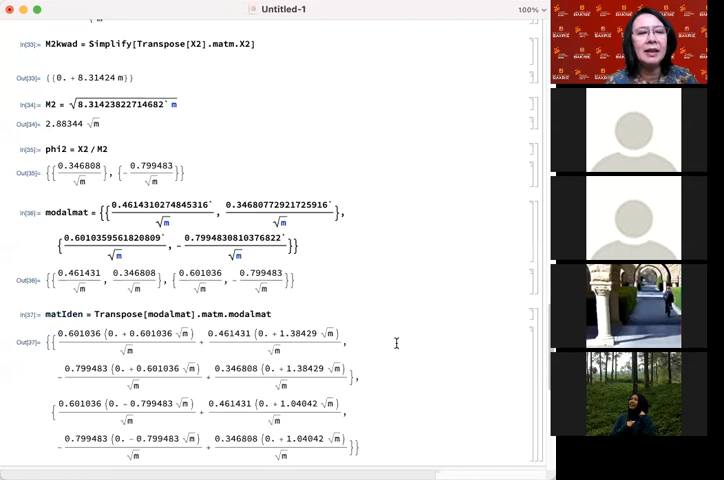 Untitled-1
100%
In[33]:= M2kwad = Simplify[Transpose[X2].matm.X2]
Out[33]= {{0. + 8.31424 m}}
In[34]:= M2 = √8.31423822714682` m
Out[34]= 2.88344 √m
In[35]:= phi2 = X2 / M2
Out[35]= {{0.346808/√m}, {-0.799483/√m}}
In[36]:= modalmat = {{0.4614310274845316`/√m, 0.34680772921725916`/√m},
{0.6010359561820809`/√m, -0.7994830810376822`/√m}}
Out[36]= {{0.461431/√m, 0.346808/√m}, {0.601036/√m, -0.799483/√m}}
In[37]:= matIden = Transpose[modalmat].matm.modalmat
Out[37]= {{0.601036 (0. + 0.601036 √m)/√m + 0.461431 (0. + 1.38429 √m)/√m,
-0.799483 (0. + 0.601036 √m)/√m + 0.346808 (0. + 1.38429 √m)/√m},
{0.601036 (0. - 0.799483 √m)/√m + 0.461431 (0. + 1.04042 √m)/√m,
-0.799483 (0. - 0.799483 √m)/√m + 0.346808 (0. + 1.04042 √m)/√m}}